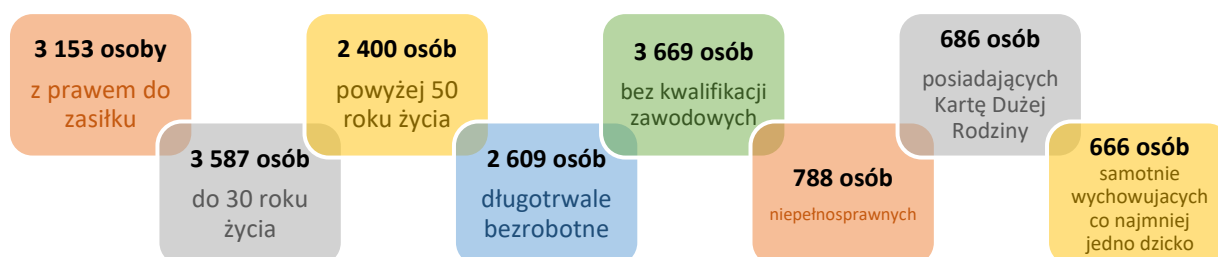 3 153 osoby
z prawem do
zasiłku
3 587 osób
do 30 roku
życia
2 400 osób
powyżej 50
roku życia
2 609 osób
długotrwale
bezrobotne
3 669 osób
bez kwalifikacji
zawodowych
788 osób
niepełnosprawnych
686 osób
posiadających
Kartę Dużej
Rodziny
666 osób
samotnie
wychowujacych
co najmniej
jedno dzicko